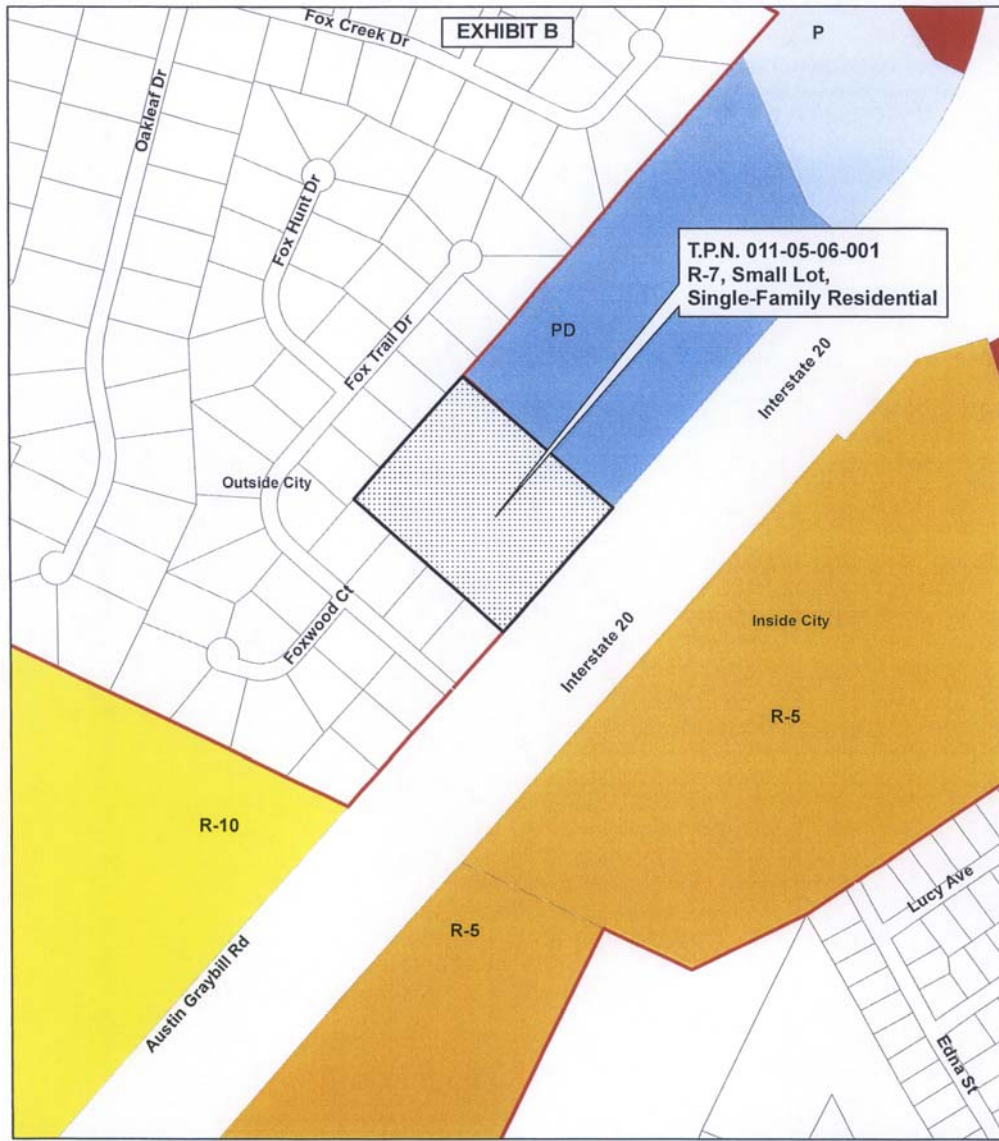 Fox Creek Dr
EXHIBIT B
P
Oakleaf Dr
Fox Hunt Dr
T.P.N. 011-05-06-001
R-7, Small Lot,
Single-Family Residential
PD
Fox Trail Dr
Interstate 20
Outside City
Foxwood Ct
Inside City
Interstate 20
R-5
R-10
Lucy Ave
R-5
Austin Graybill Rd
Edna St